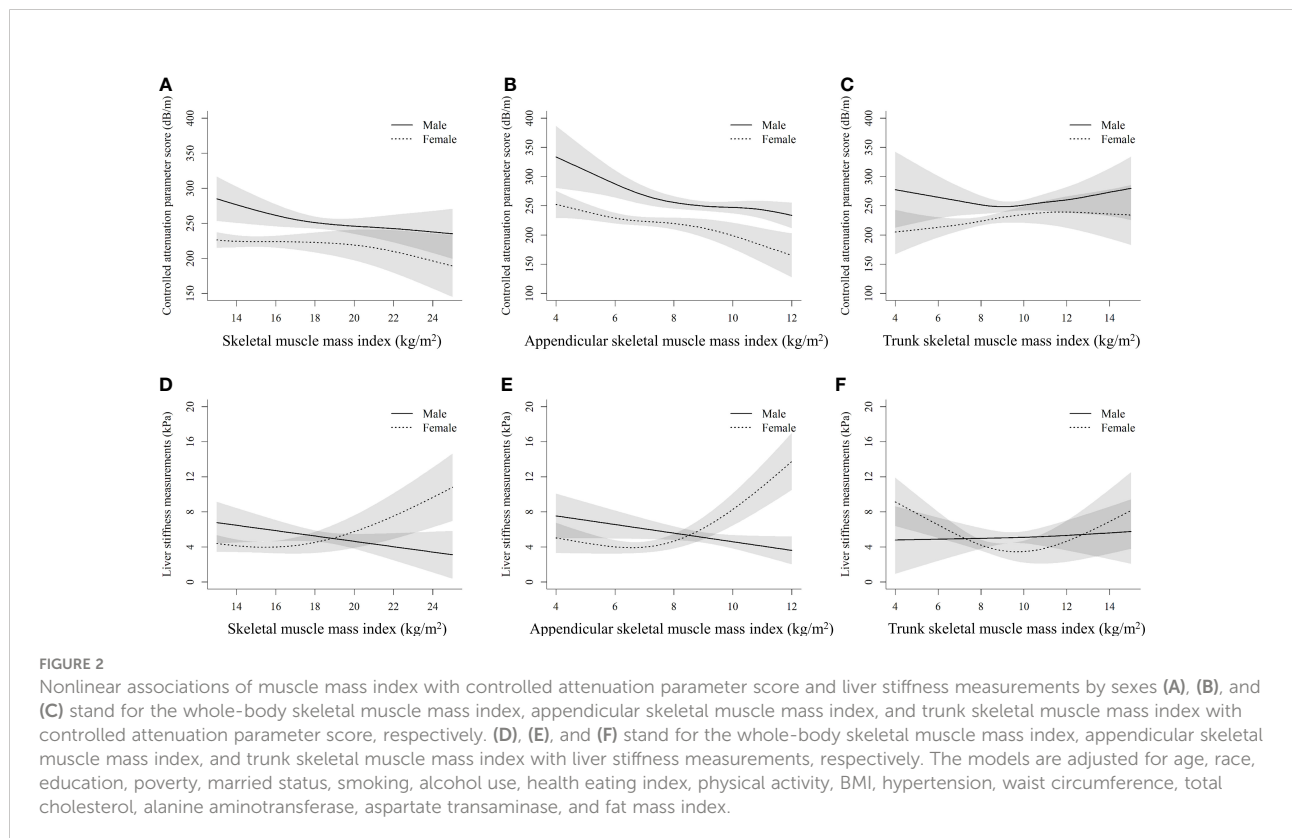 A
Controlled attenuation parameter score (dB/m)
400
350
300
250
200
150
Male
Female
14 16 18 20 22 24
Skeletal muscle mass index (kg/m²)
B
Controlled attenuation parameter score (dB/m)
400
350
300
250
200
150
100
Male
Female
4 6 8 10 12
Appendicular skeletal muscle mass index (kg/m²)
C
Controlled attenuation parameter score (dB/m)
400
350
300
250
200
150
100
Male
Female
4 6 8 10 12 14
Trunk skeletal muscle mass index (kg/m²)
D
Liver stiffness measurements (kPa)
20
16
12
8
4
0
Male
Female
14 16 18 20 22 24
Skeletal muscle mass index (kg/m²)
E
Liver stiffness measurements (kPa)
20
16
12
8
4
0
Male
Female
4 6 8 10 12
Appendicular skeletal muscle mass index (kg/m²)
F
Liver stiffness measurements (kPa)
20
16
12
8
4
0
Male
Female
4 6 8 10 12 14
Trunk skeletal muscle mass index (kg/m²)
FIGURE 2
Nonlinear associations of muscle mass index with controlled attenuation parameter score and liver stiffness measurements by sexes (A), (B), and
(C) stand for the whole-body skeletal muscle mass index, appendicular skeletal muscle mass index, and trunk skeletal muscle mass index with
controlled attenuation parameter score, respectively. (D), (E), and (F) stand for the whole-body skeletal muscle mass index, appendicular skeletal
muscle mass index, and trunk skeletal muscle mass index with liver stiffness measurements, respectively. The models are adjusted for age, race,
education, poverty, married status, smoking, alcohol use, health eating index, physical activity, BMI, hypertension, waist circumference, total
cholesterol, alanine aminotransferase, aspartate transaminase, and fat mass index.